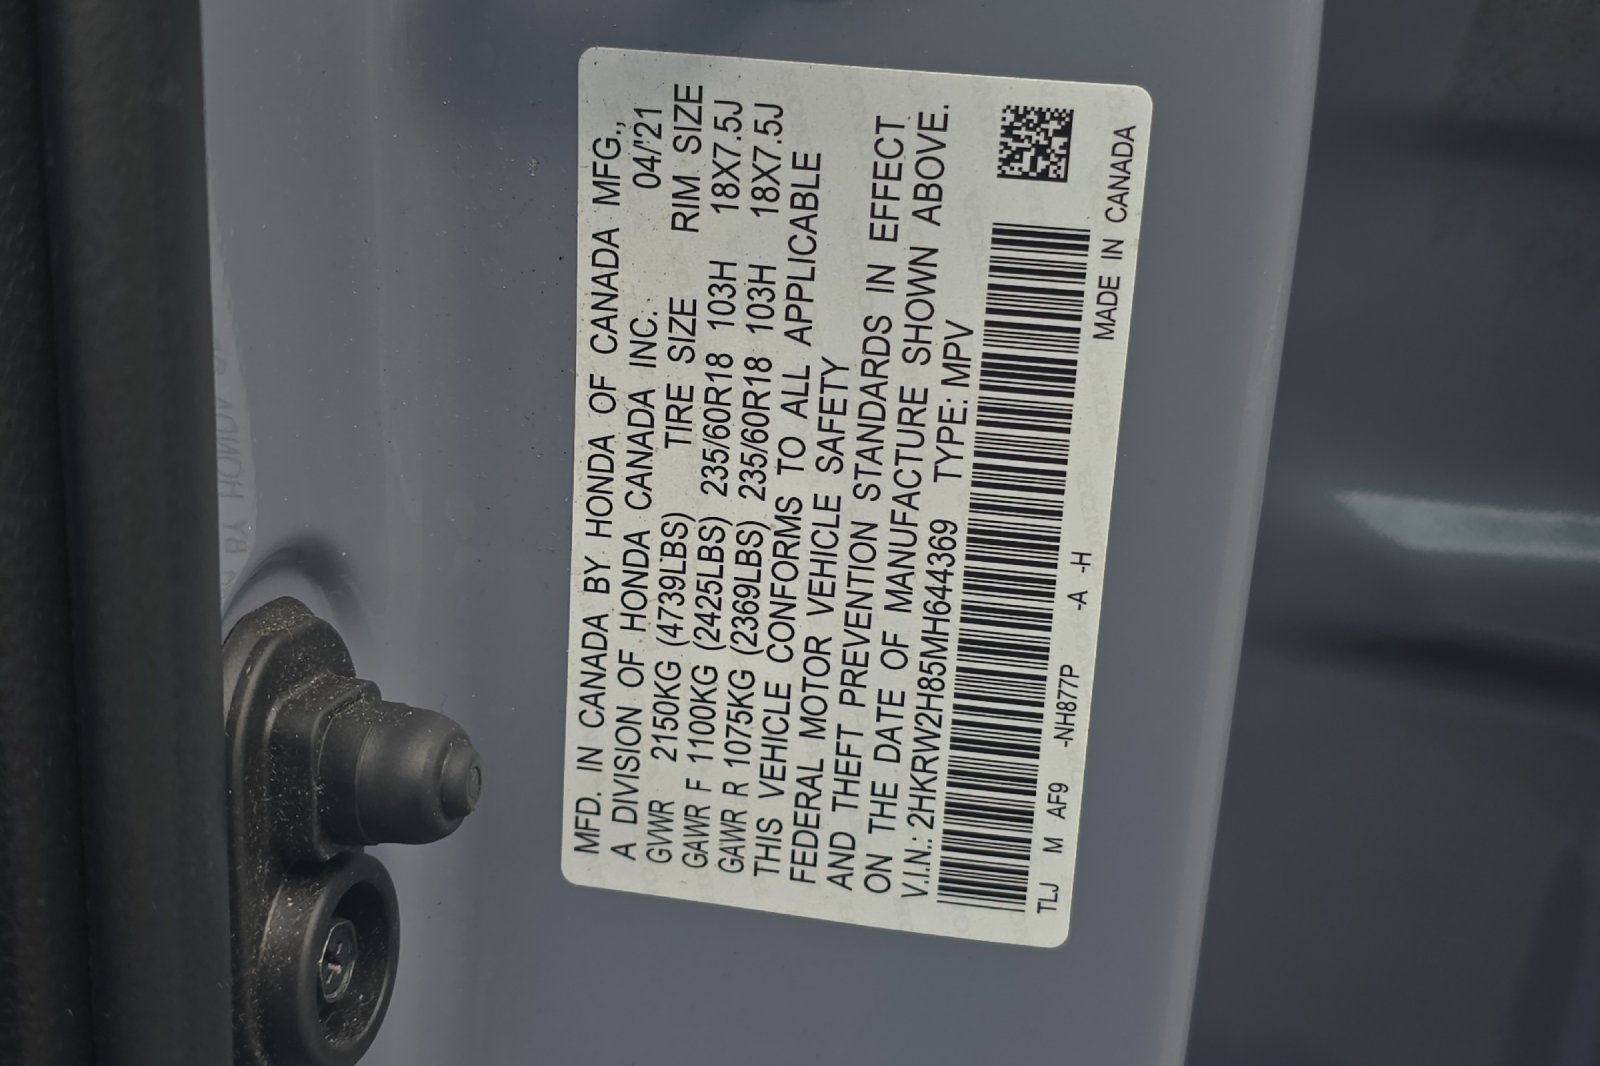 MFD. IN CANADA BY HONDA OF CANADA MFG.,
A DIVISION OF HONDA CANADA INC. 04/'21
GVWR 2150KG (4739LBS) TIRE SIZE RIM SIZE
GAWR F 1100KG (2425LBS) 235/60R18 103H 18X7.5J
GAWR R 1075KG (2369LBS) 235/60R18 103H 18X7.5J
THIS VEHICLE CONFORMS TO ALL APPLICABLE
FEDERAL MOTOR VEHICLE SAFETY
AND THEFT PREVENTION STANDARDS IN EFFECT
ON THE DATE OF MANUFACTURE SHOWN ABOVE.
V.I.N.: 2HKRW2H85MH644369 TYPE: MPV
TLJ M AF9 -NH877P -A -H MADE IN CANADA